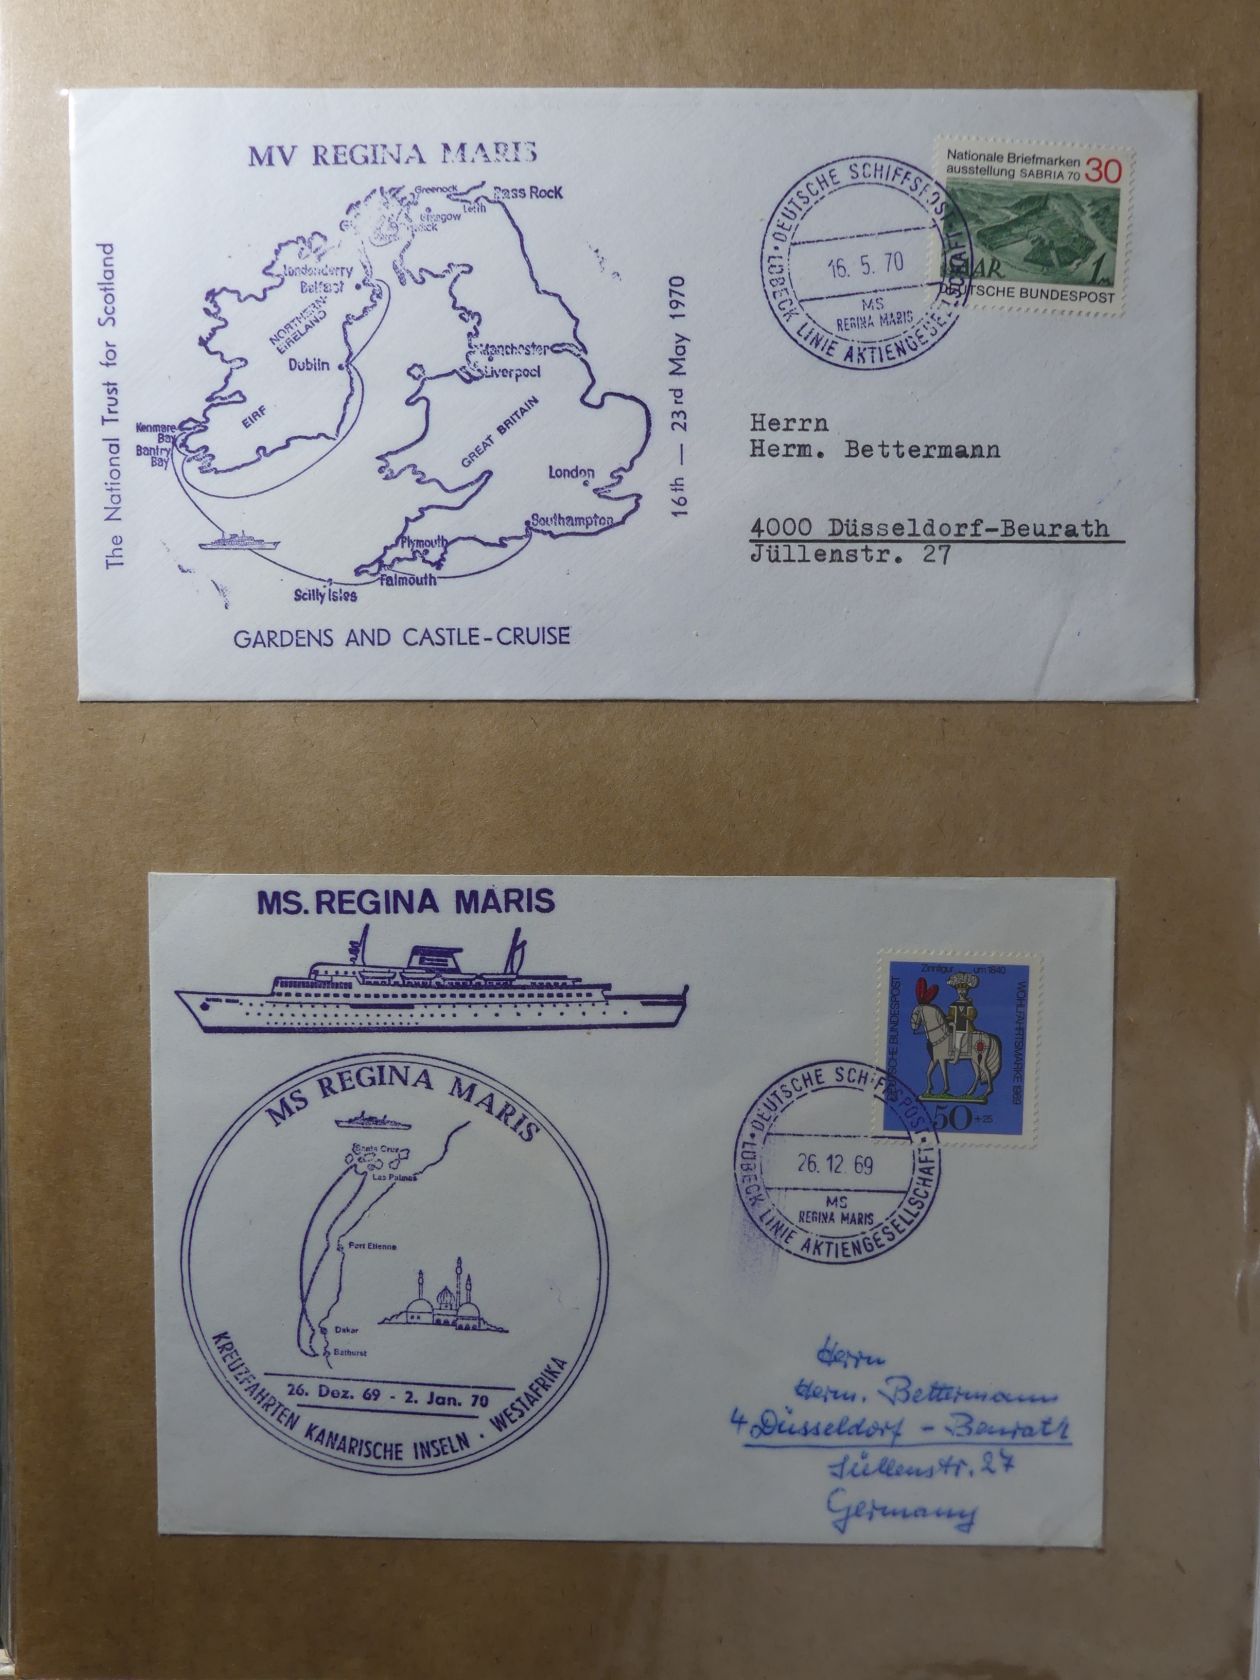 MV REGINA MARIS
The National Trust for Scotland
Greenock
Bass Rock
Leith
Glasgow
Londonderry
Belfast
NORTHERN-
EIRELAND
Dublin
Manchester
Liverpool
EIRE
GREAT BRITAIN
Kenmare
Bay
Bantry
Bay
London
Southampton
Plymouth
Falmouth
Scilly Isles
16th — 23rd May 1970
GARDENS AND CASTLE-CRUISE
DEUTSCHE SCHIFFSPOST
16. 5. 70
MS
REGINA MARIS
LÜBECK LINIE AKTIENGESELLSCHAFT
Nationale Briefmarken
ausstellung SABRIA 70 30
SAAR 1M
DEUTSCHE BUNDESPOST
Herrn
Herm. Bettermann
4000 Düsseldorf-Beurath
Jüllenstr. 27
MS. REGINA MARIS
MS REGINA MARIS
Santa Cruz
Las Palmas
Port Etienne
Dakar
Bathurst
26. Dez. 69 - 2. Jan. 70
KREUZFAHRTEN KANARISCHE INSELN · WESTAFRIKA
Zinnfigur um 1840
DEUTSCHE BUNDESPOST
WOHLFAHRTSMARKE 1969
50 +25
DEUTSCHE SCHIFFSPOST
26.12.69
MS
REGINA MARIS
LÜBECK LINIE AKTIENGESELLSCHAFT
Herrn
Herm. Bettermann
4 Düsseldorf - Benrath
Jüllenstr. 27
Germany